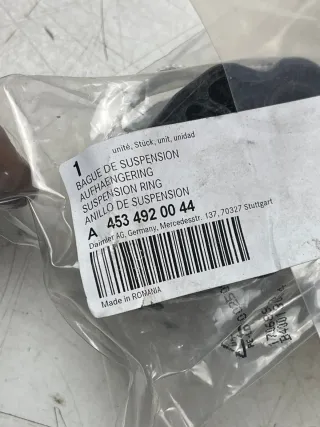 1 unité, Stück, unit, unidad
BAGUE DE SUSPENSION
AUFHAENGERING
SUSPENSION RING
ANILLO DE SUSPENSION
A 453 492 00 44
Daimler AG, Germany, Mercedesstr. 137, 70327 Stuttgart
Made in ROMANIA